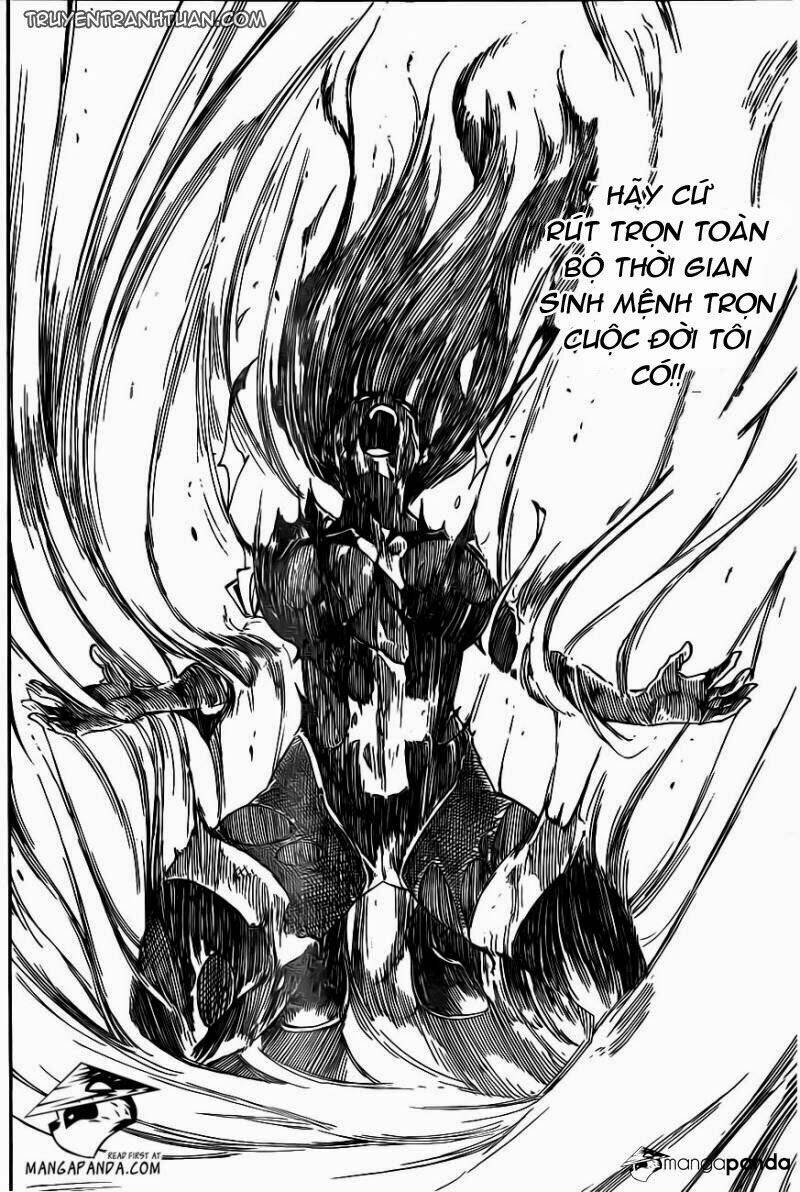 TRUYENTRANHTUAN.COM
HÃY CỨ
RÚT TRỌN TOÀN
BỘ THỜI GIAN
SINH MỆNH TRỌN
CUỘC ĐỜI TÔI
CÓ!!
READ FIRST AT
MANGAPANDA.COM
mangapanda